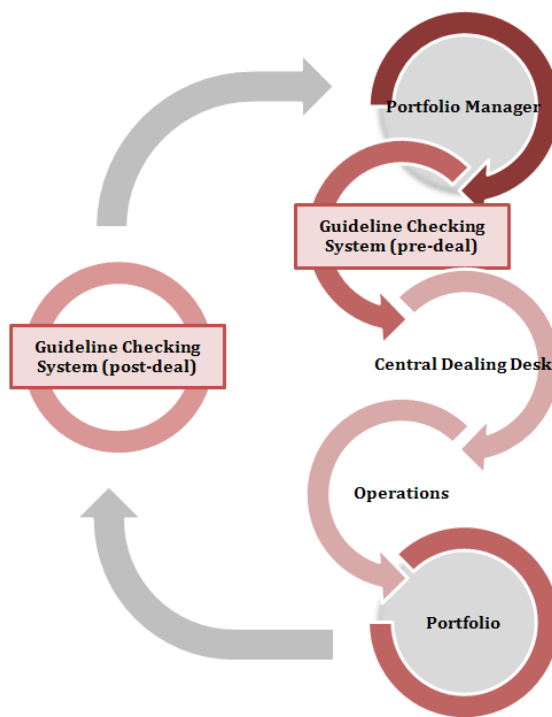 Portfolio Manager
Guideline Checking
System (pre-deal)
Guideline Checking
System (post-deal)
Central Dealing Desk
Operations
Portfolio